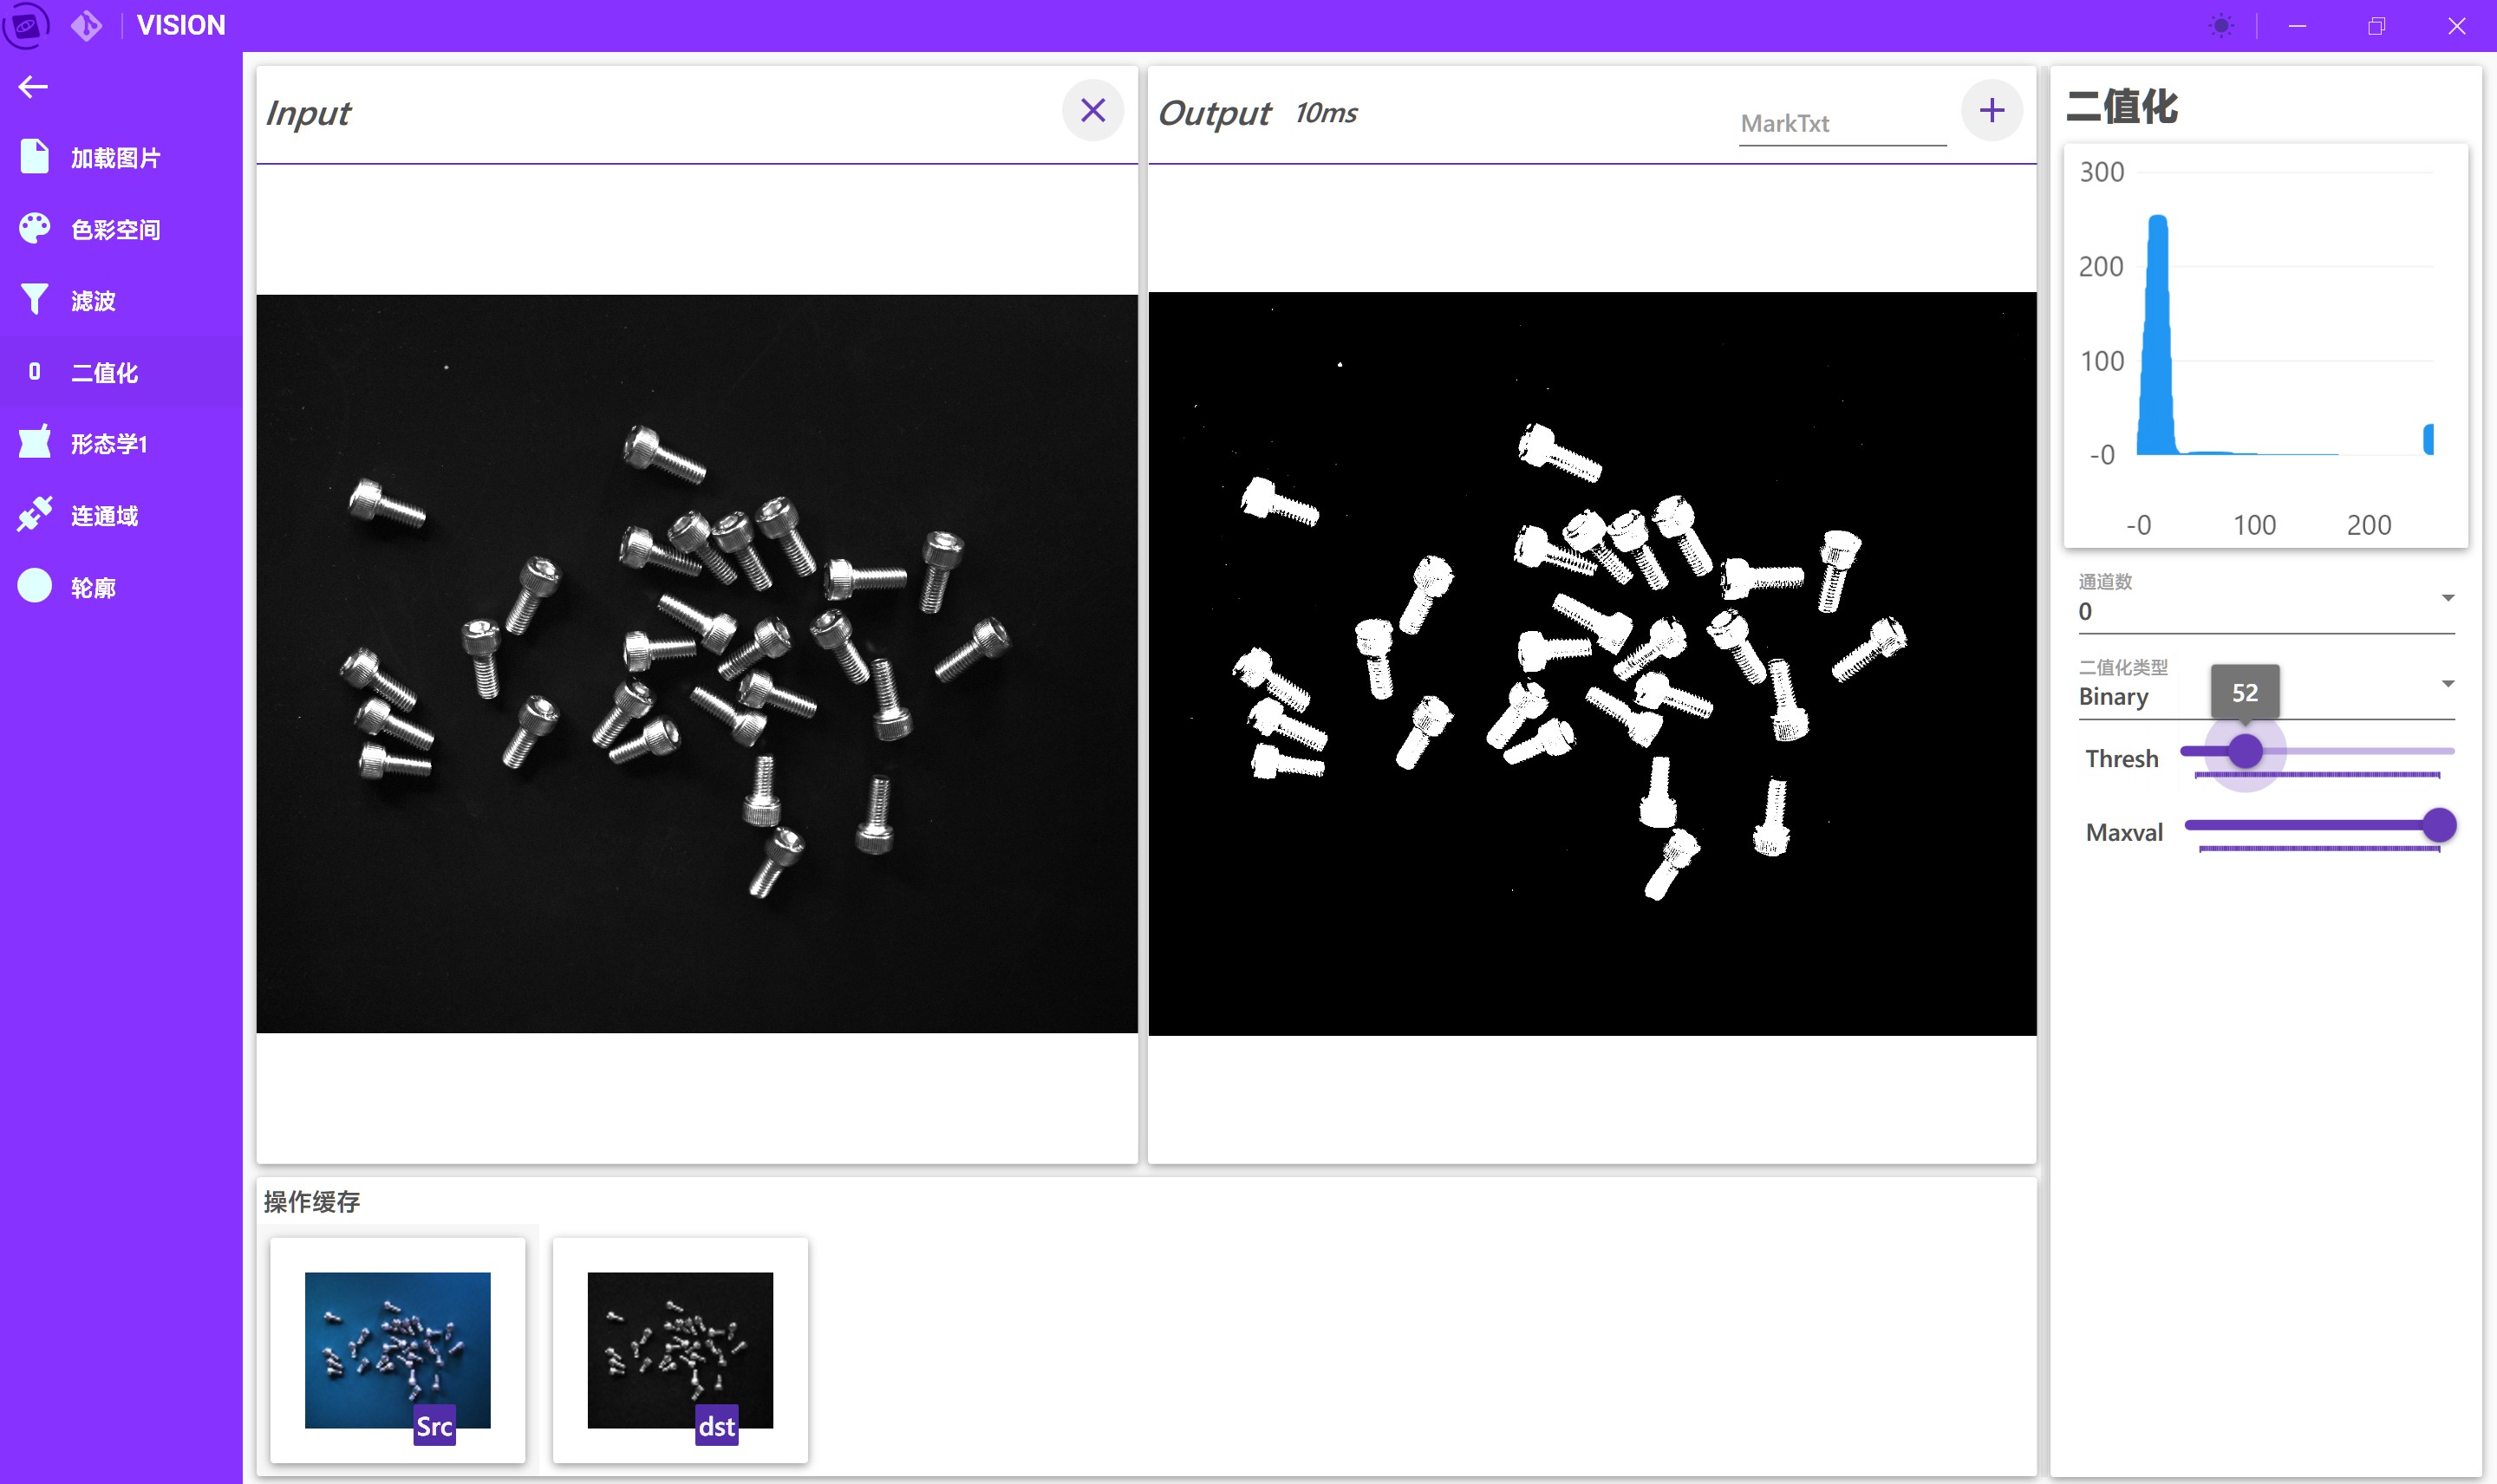 VISION
加载图片
色彩空间
滤波
0 二值化
形态学1
连通域
轮廓
Input
Output 10ms
MarkTxt
操作缓存
Src
dst
二值化
300
200
100
-0
-0 100 200
通道数
0
二值化类型
Binary
52
Thresh
Maxval